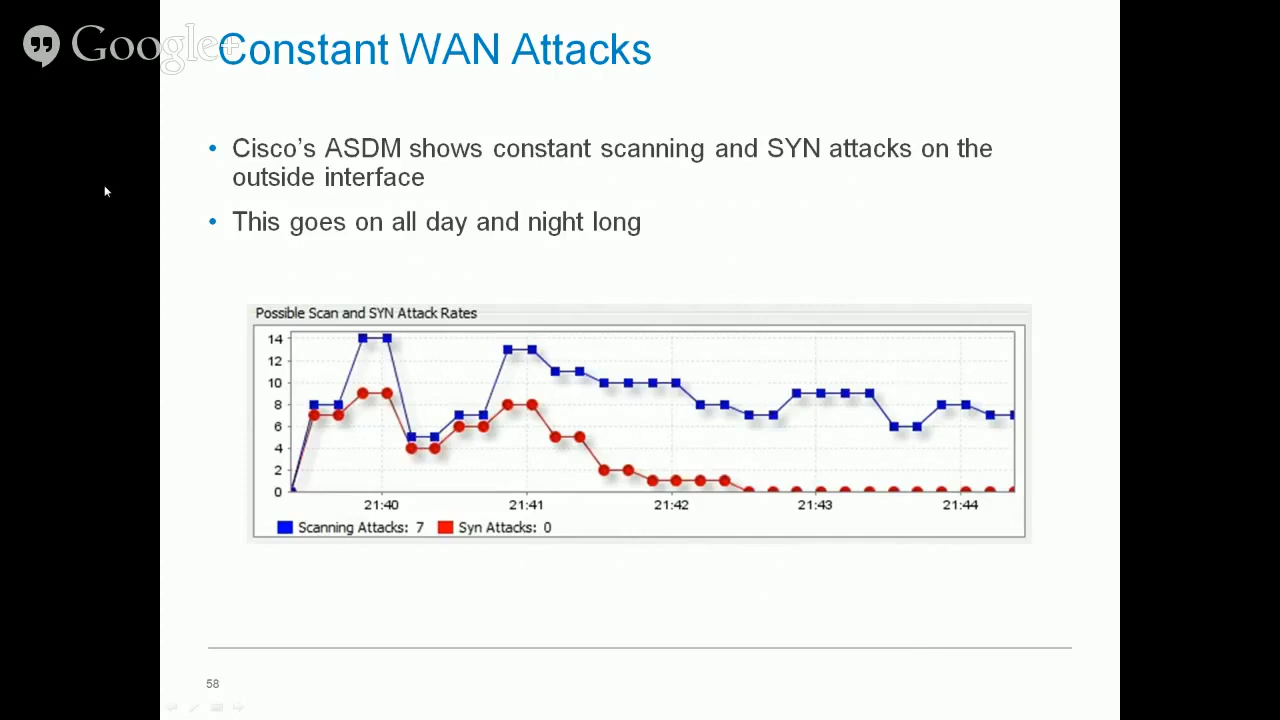 Google+
Constant WAN Attacks
• Cisco's ASDM shows constant scanning and SYN attacks on the
outside interface
• This goes on all day and night long
Possible Scan and SYN Attack Rates
14
12
10
8
6
4
2
0
21:40 21:41 21:42 21:43 21:44
Scanning Attacks: 7 Syn Attacks: 0
58